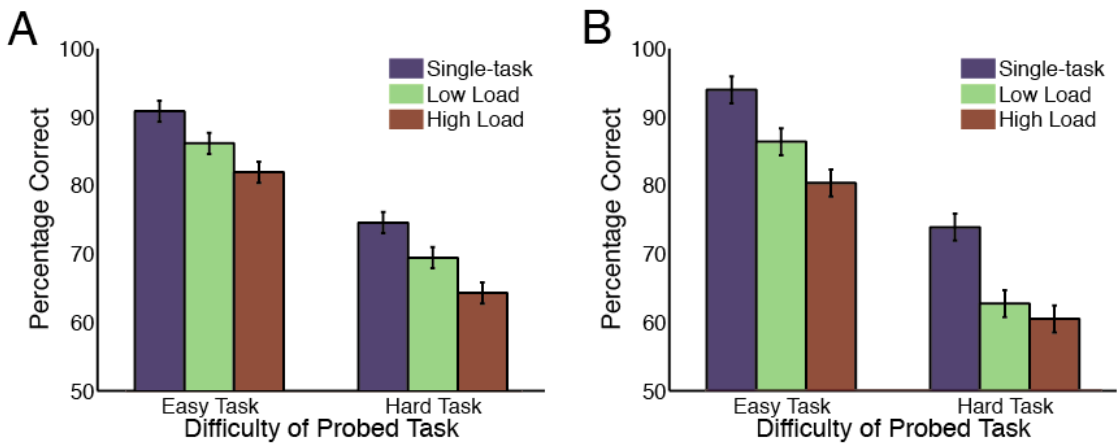 A
Percentage Correct
100
90
80
70
60
50
Single-task
Low Load
High Load
Easy Task
Hard Task
Difficulty of Probed Task
B
Percentage Correct
100
90
80
70
60
50
Single-task
Low Load
High Load
Easy Task
Hard Task
Difficulty of Probed Task